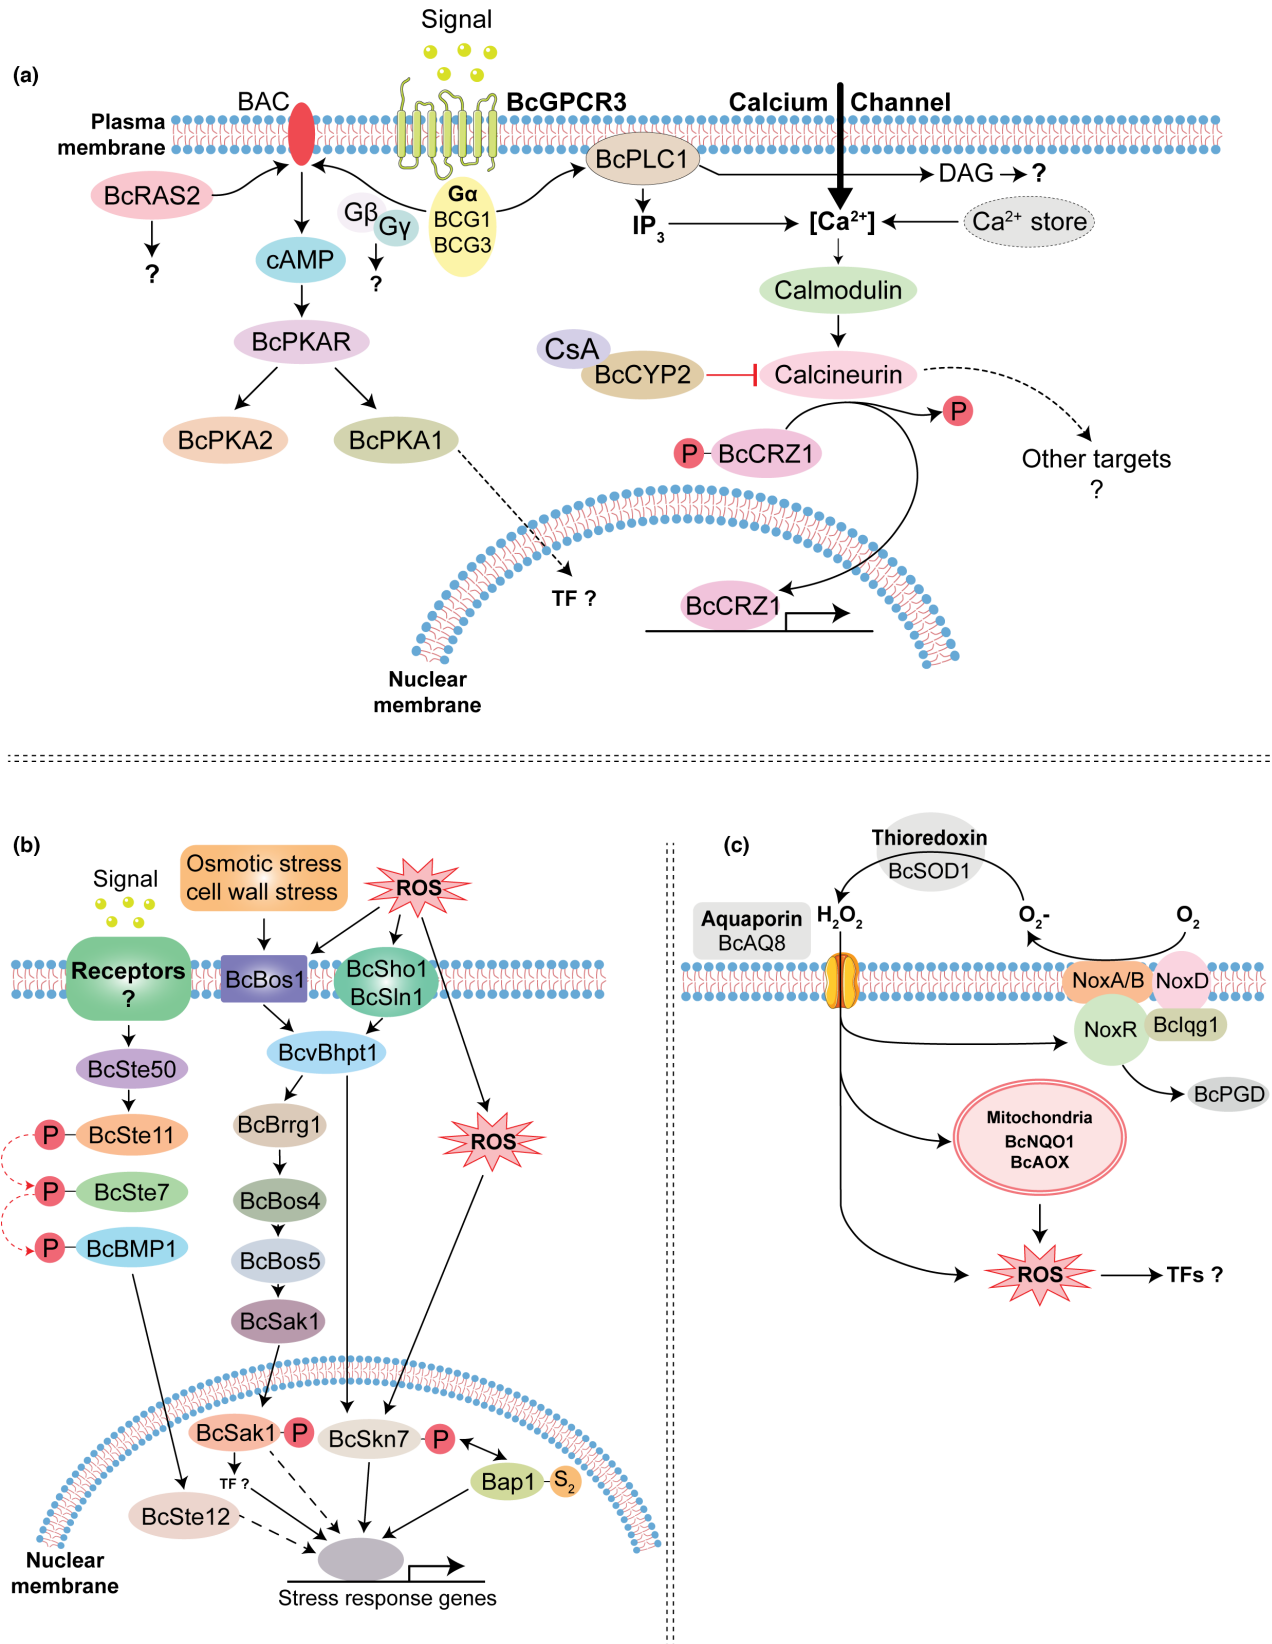 Signal
(a)
BAC
BcGPCR3
Calcium
Channel
Plasma
membrane
BcPLC1
BcRAS2
DAG
?
Gα
BCG1
BCG3
Gβ
Gγ
IP3
[Ca2+]
Ca2+ store
?
cAMP
?
Calmodulin
BcPKAR
CsA
BcCYP2
Calcineurin
P
BcPKA2
BcPKA1
P
BcCRZ1
Other targets
?
TF ?
BcCRZ1
Nuclear
membrane
(b)
Signal
Osmotic stress
cell wall stress
ROS
Receptors
?
BcBos1
BcSho1
BcSln1
BcvBhpt1
BcSte50
BcBrrg1
P
BcSte11
ROS
P
BcSte7
BcBos4
P
BcBMP1
BcBos5
BcSak1
BcSak1
P
BcSkn7
P
TF ?
Bap1
S2
BcSte12
Nuclear
membrane
Stress response genes
(c)
Thioredoxin
BcSOD1
Aquaporin
BcAQ8
H2O2
O2-
O2
NoxA/B
NoxD
NoxR
BcIqg1
BcPGD
Mitochondria
BcNQO1
BcAOX
ROS
TFs ?